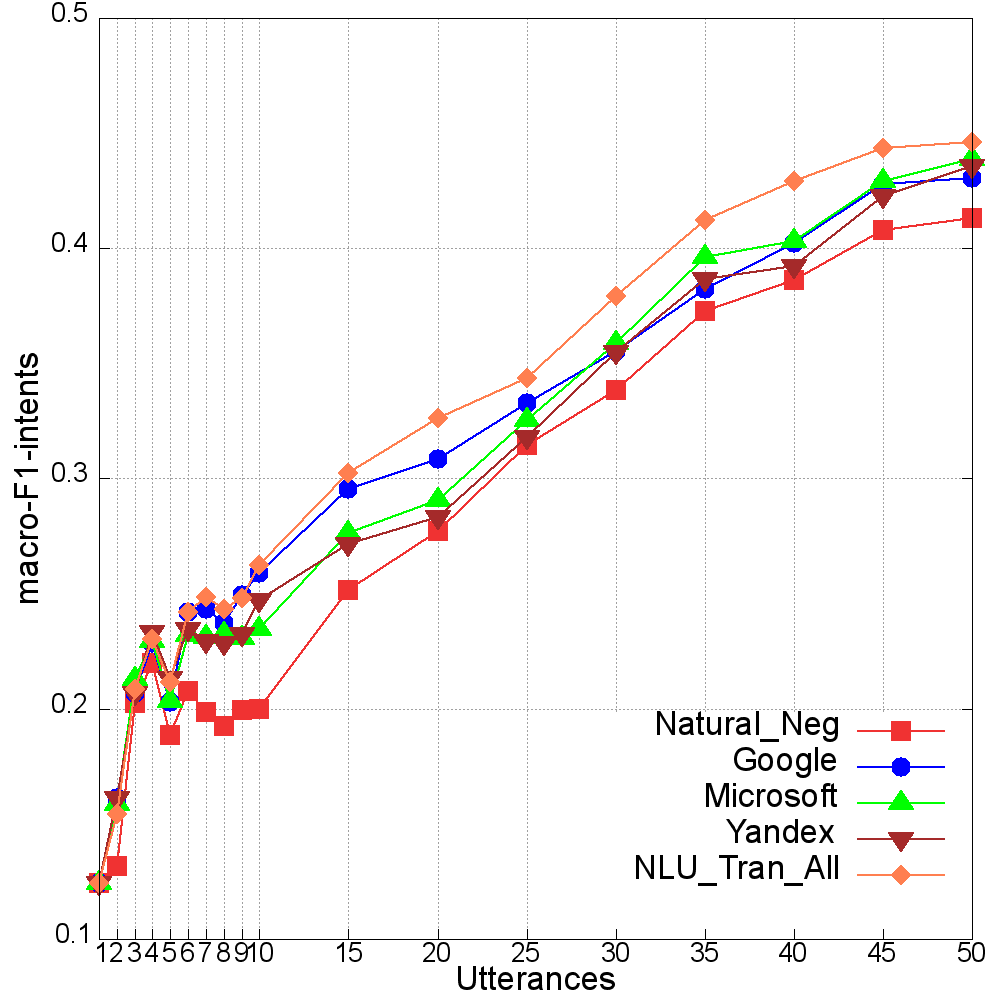 0.5
0.4
0.3
0.2
0.1
macro-F1-intents
Natural_Neg
Google
Microsoft
Yandex
NLU_Tran_All
1 2 3 4 5 6 7 8 9 10 15 20 25 30 35 40 45 50
Utterances